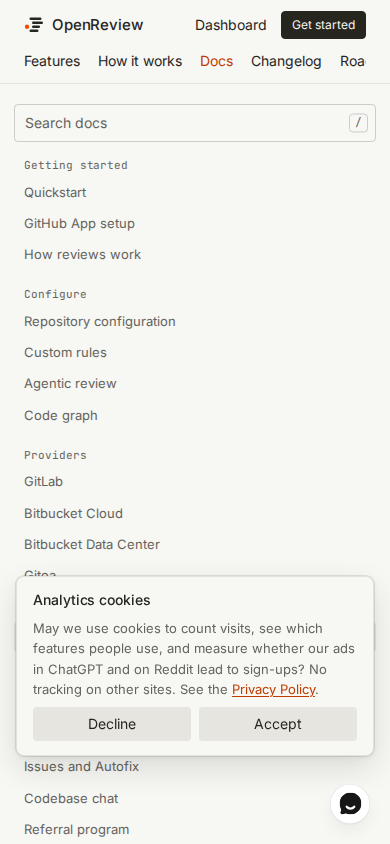 OpenReview
Dashboard
Get started
Features
How it works
Docs
Changelog
Search docs
/
Getting started
Quickstart
GitHub App setup
How reviews work
Configure
Repository configuration
Custom rules
Agentic review
Code graph
Providers
GitLab
Bitbucket Cloud
Bitbucket Data Center
Analytics cookies
May we use cookies to count visits, see which
features people use, and measure whether our ads
in ChatGPT and on Reddit lead to sign-ups? No
tracking on other sites. See the Privacy Policy.
Decline
Accept
Issues and Autofix
Codebase chat
Referral program